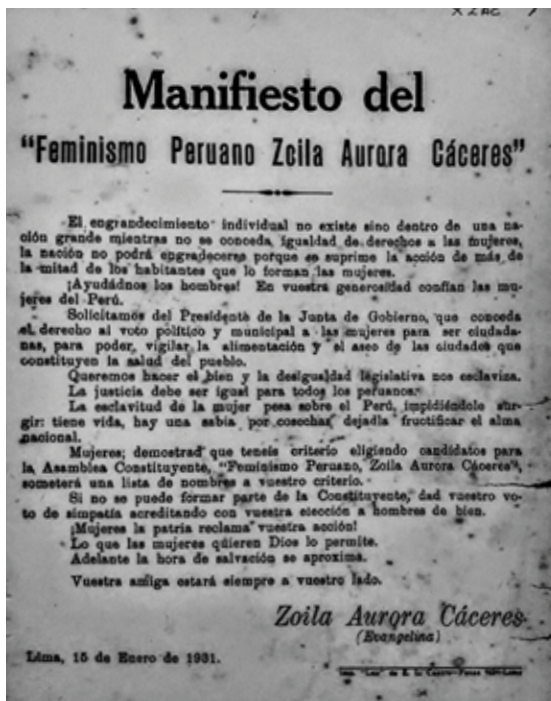 Manifiesto del
"Feminismo Peruano Zoila Aurora Cáceres"
El engrandecimiento individual no existe sino dentro de una na-
ción grande mientras no se conceda igualdad de derechos a las mujeres,
la nación no podrá engradecerse porque se suprime la acción de más de
la mitad de los habitantes que lo forman las mujeres.
¡Ayudádnos los hombres! En vuestra generosidad confían las mu-
jeres del Perú.
Solicitamos del Presidente de la Junta de Gobierno, que conceda
el derecho al voto político y municipal a las mujeres para ser ciudada-
nas, para poder, vigilar la alimentación y el aseo de las ciudades que
constituyen la salud del pueblo.
Queremos hacer el bien y la desigualdad legislativa nos esclaviza.
La justicia debe ser igual para todos los peruanos.
La esclavitud de la mujer pesa sobre el Perú, impidiéndole sur-
gir: tiene vida, hay una sabia por cosechar, dejadla fructificar el alma
nacional.
Mujeres; demostrad que teneis criterio eligiendo candidatos para
la Asamblea Constituyente, "Feminismo Peruano, Zoila Aurora Cáceres",
someterá una lista de nombres a vuestro criterio.
Si no se puede formar parte de la Constituyente, dad vuestro vo-
to de simpatía acreditando con vuestra elección a hombres de bien.
¡Mujeres la patria reclama vuestra acción!
Lo que las mujeres quieren Dios lo permite.
Adelante la hora de salvación se aproxima.
Vuestra amiga estará siempre a vuestro lado.
Zoila Aurora Cáceres
(Evangelina)
Lima, 15 de Enero de 1931.